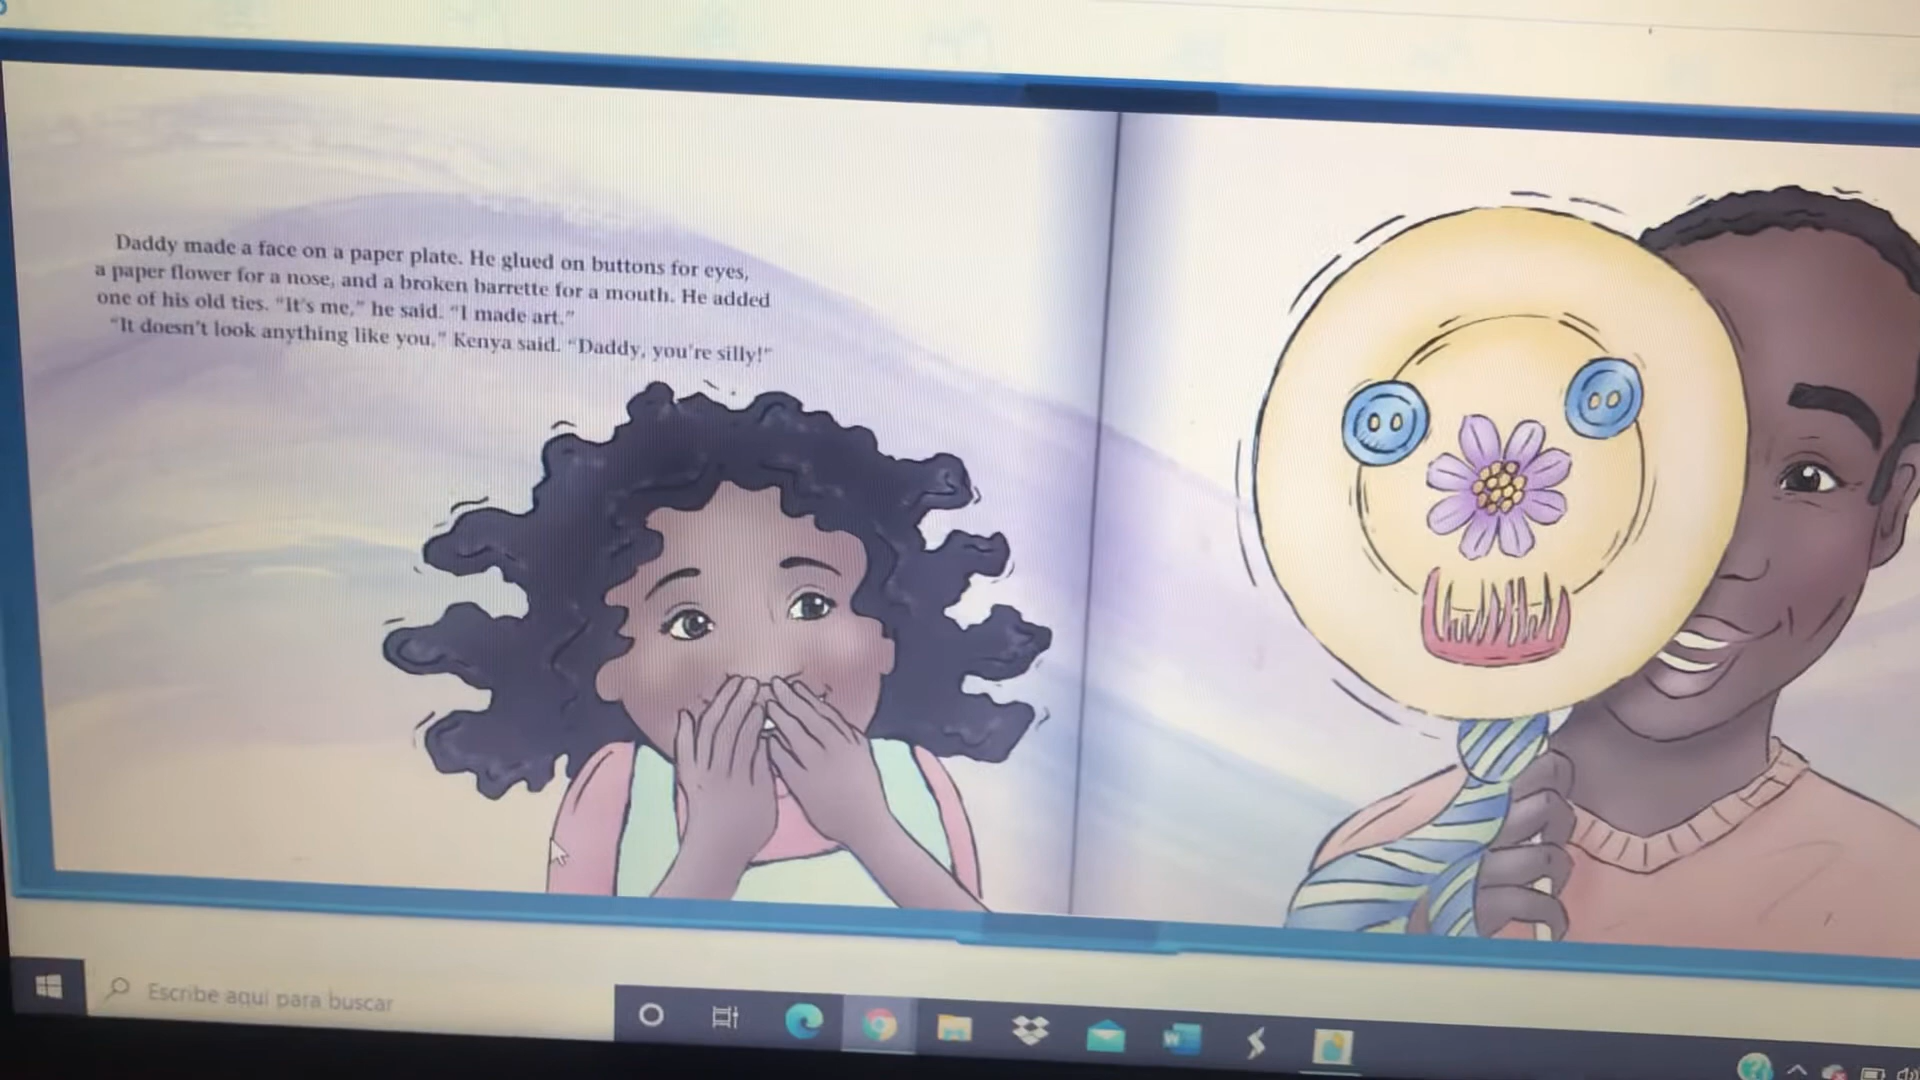 Daddy made a face on a paper plate. He glued on buttons for eyes,
a paper flower for a nose, and a broken barrette for a mouth. He added
one of his old ties. “It's me,” he said. “I made art.”
“It doesn't look anything like you,” Kenya said. “Daddy, you're silly!”
Escribe aquí para buscar